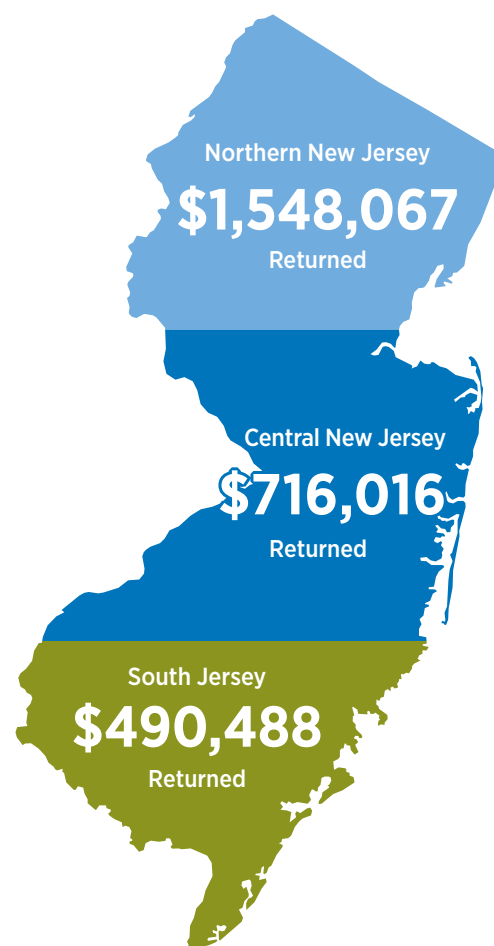 Northern New Jersey
$1,548,067
Returned
Central New Jersey
$716,016
Returned
South Jersey
$490,488
Returned